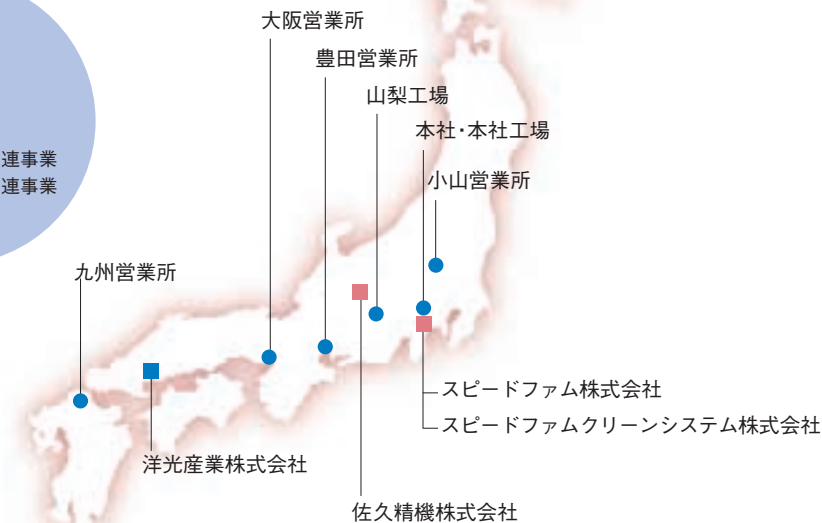 大阪営業所
豊田営業所
山梨工場
本社・本社工場
連事業
連事業
小山営業所
九州営業所
スピードファム株式会社
スピードファムクリーンシステム株式会社
洋光産業株式会社
佐久精機株式会社